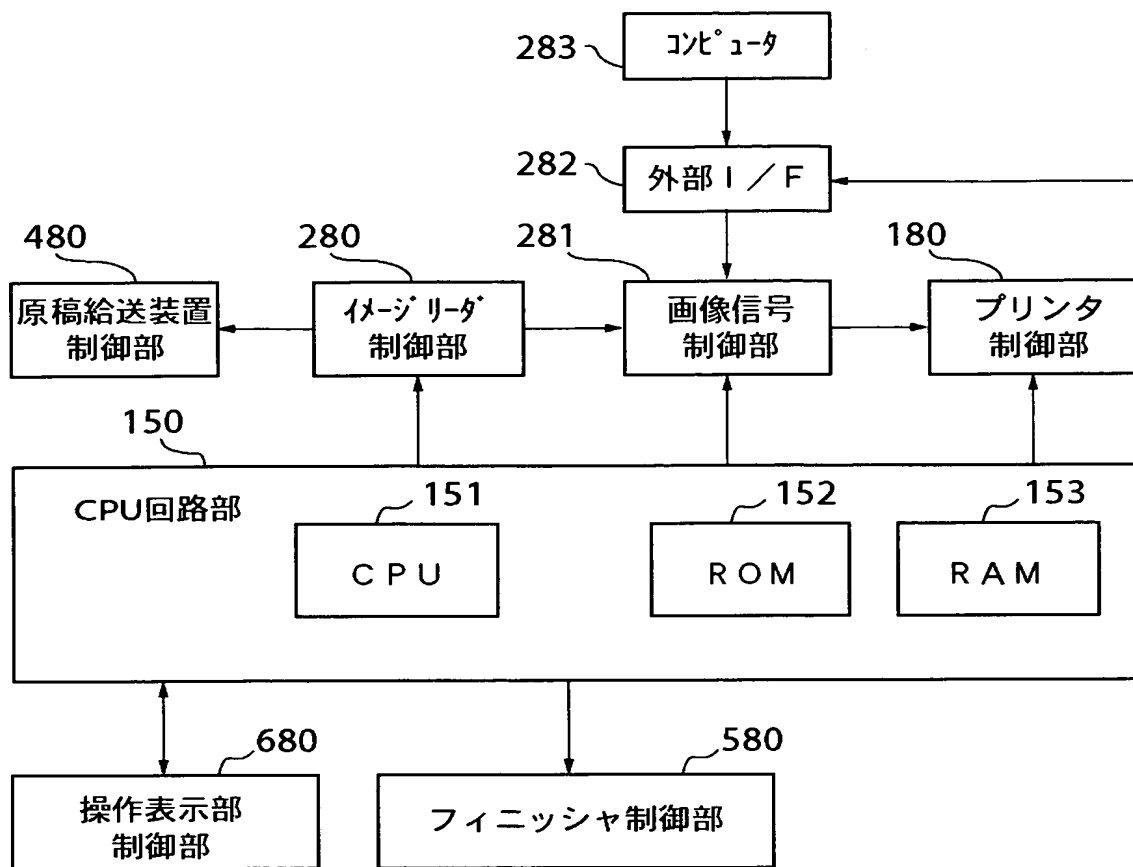 283
コンピュータ
282
外部I/F
480
280
281
180
原稿給送装置
制御部
イメージリーダ
制御部
画像信号
制御部
プリンタ
制御部
150
CPU回路部
151
CPU
152
ROM
153
RAM
680
操作表示部
制御部
580
フィニッシャ制御部